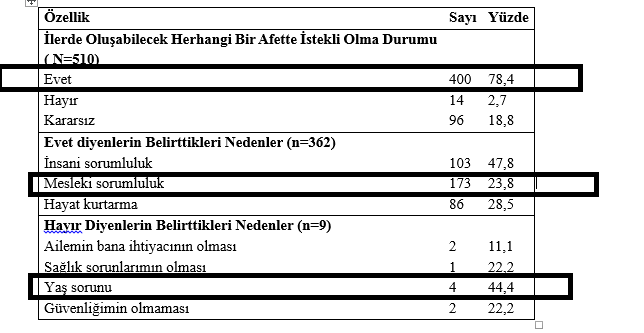 Özellik Sayı Yüzde
İlerde Oluşabilecek Herhangi Bir Afette İstekli Olma Durumu
( N=510)
Evet 400 78,4
Hayır 14 2,7
Kararsız 96 18,8
Evet diyenlerin Belirttikleri Nedenler (n=362)
İnsani sorumluluk 103 47,8
Mesleki sorumluluk 173 23,8
Hayat kurtarma 86 28,5
Hayır Diyenlerin Belirttikleri Nedenler (n=9)
Ailemin bana ihtiyacının olması 2 11,1
Sağlık sorunlarımın olması 1 22,2
Yaş sorunu 4 44,4
Güvenliğimin olmaması 2 22,2